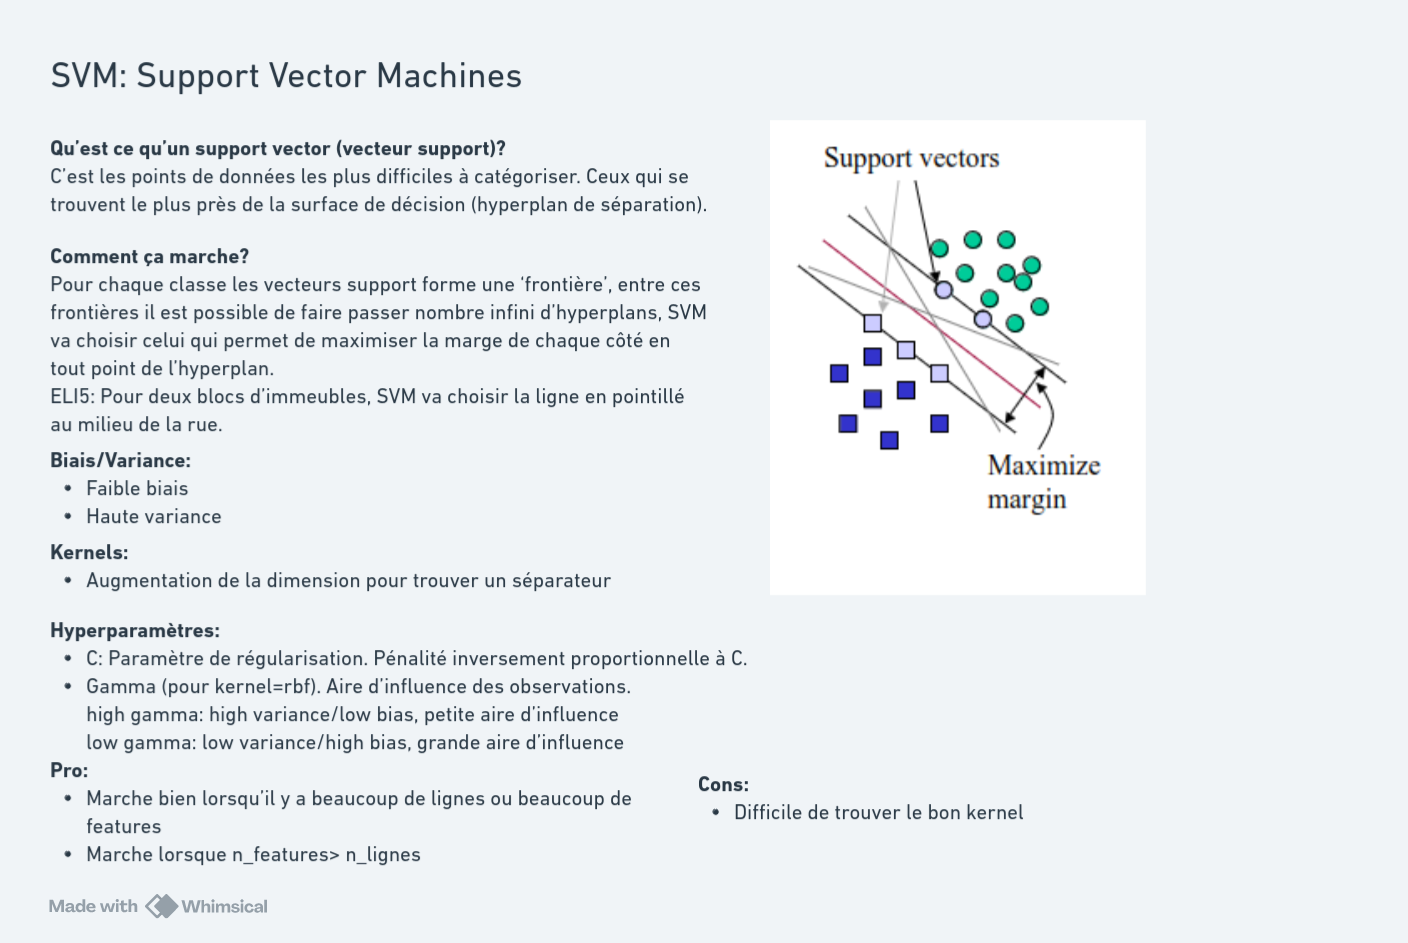 SVM: Support Vector Machines
Qu'est ce qu'un support vector (vecteur support)?
C'est les points de données les plus difficiles à catégoriser. Ceux qui se
trouvent le plus près de la surface de décision (hyperplan de séparation).
Comment ça marche?
Pour chaque classe les vecteurs support forme une 'frontière', entre ces
frontières il est possible de faire passer nombre infini d'hyperplans, SVM
va choisir celui qui permet de maximiser la marge de chaque côté en
tout point de l'hyperplan.
ELI5: Pour deux blocs d'immeubles, SVM va choisir la ligne en pointillé
au milieu de la rue.
Biais/Variance:
• Faible biais
• Haute variance
Kernels:
• Augmentation de la dimension pour trouver un séparateur
Hyperparamètres:
• C: Paramètre de régularisation. Pénalité inversement proportionnelle à C.
• Gamma (pour kernel=rbf). Aire d'influence des observations.
high gamma: high variance/low bias, petite aire d'influence
low gamma: low variance/high bias, grande aire d'influence
Pro:
• Marche bien lorsqu'il y a beaucoup de lignes ou beaucoup de
features
• Marche lorsque n_features> n_lignes
Cons:
• Difficile de trouver le bon kernel
Support vectors
Maximize
margin
Made with Whimsical